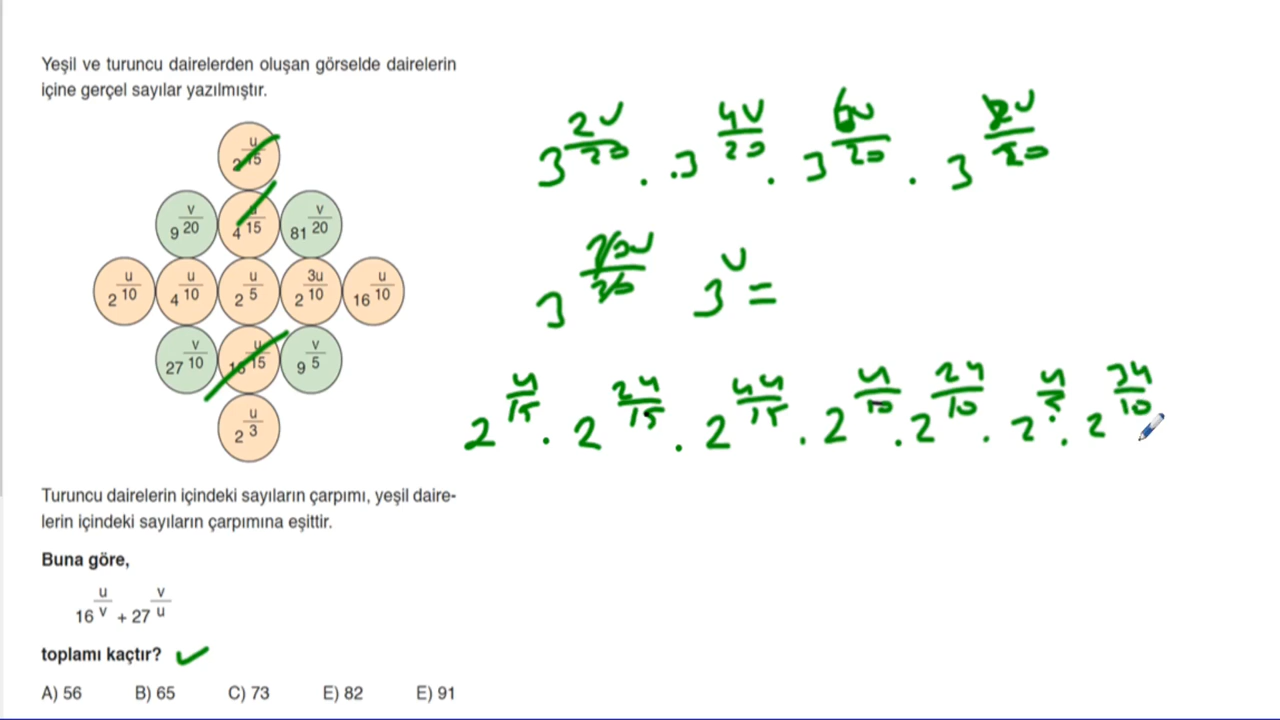 Yeşil ve turuncu dairelerden oluşan görselde dairelerin
içine gerçel sayılar yazılmıştır.
2^(u/15)
9^(v/20) 4^(u/15) 81^(v/20)
2^(u/10) 4^(u/10) 2^(u/5) 2^(3u/10) 16^(u/10)
27^(v/10) 16^(u/15) 9^(v/5)
2^(u/3)
Turuncu dairelerin içindeki sayıların çarpımı, yeşil daire-
lerin içindeki sayıların çarpımına eşittir.
Buna göre,
16^(u/v) + 27^(v/u)
toplamı kaçtır?
A) 56 B) 65 C) 73 E) 82 E) 91
3^(2v/20) . 3^(4v/20) . 3^(6v/20) . 3^(8v/20)
3^(20v/20) 3^v =
2^(u/15) . 2^(2u/15) . 2^(4u/15) . 2^(u/10) . 2^(2u/10) . 2^(u/5) . 2^(3u/10)